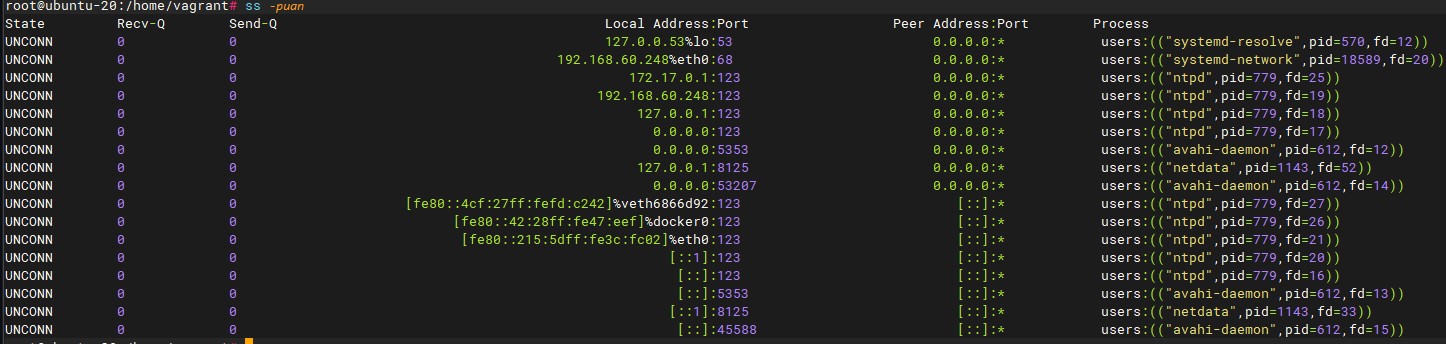 root@ubuntu-20:/home/vagrant# ss -puan
State Recv-Q Send-Q Local Address:Port Peer Address:Port Process
UNCONN 0 0 127.0.0.53%lo:53 0.0.0.0:* users:(("systemd-resolve",pid=570,fd=12))
UNCONN 0 0 192.168.60.248%eth0:68 0.0.0.0:* users:(("systemd-network",pid=18589,fd=20))
UNCONN 0 0 172.17.0.1:123 0.0.0.0:* users:(("ntpd",pid=779,fd=25))
UNCONN 0 0 192.168.60.248:123 0.0.0.0:* users:(("ntpd",pid=779,fd=19))
UNCONN 0 0 127.0.0.1:123 0.0.0.0:* users:(("ntpd",pid=779,fd=18))
UNCONN 0 0 0.0.0.0:123 0.0.0.0:* users:(("ntpd",pid=779,fd=17))
UNCONN 0 0 0.0.0.0:5353 0.0.0.0:* users:(("avahi-daemon",pid=612,fd=12))
UNCONN 0 0 127.0.0.1:8125 0.0.0.0:* users:(("netdata",pid=1143,fd=52))
UNCONN 0 0 0.0.0.0:53207 0.0.0.0:* users:(("avahi-daemon",pid=612,fd=14))
UNCONN 0 0 [fe80::4cf:27ff:fefd:c242]%veth6866d92:123 [::]:* users:(("ntpd",pid=779,fd=27))
UNCONN 0 0 [fe80::42:28ff:fe47:eef]%docker0:123 [::]:* users:(("ntpd",pid=779,fd=26))
UNCONN 0 0 [fe80::215:5dff:fe3c:fc02]%eth0:123 [::]:* users:(("ntpd",pid=779,fd=21))
UNCONN 0 0 [::1]:123 [::]:* users:(("ntpd",pid=779,fd=20))
UNCONN 0 0 [::]:123 [::]:* users:(("ntpd",pid=779,fd=16))
UNCONN 0 0 [::]:5353 [::]:* users:(("avahi-daemon",pid=612,fd=13))
UNCONN 0 0 [::1]:8125 [::]:* users:(("netdata",pid=1143,fd=33))
UNCONN 0 0 [::]:45588 [::]:* users:(("avahi-daemon",pid=612,fd=15))